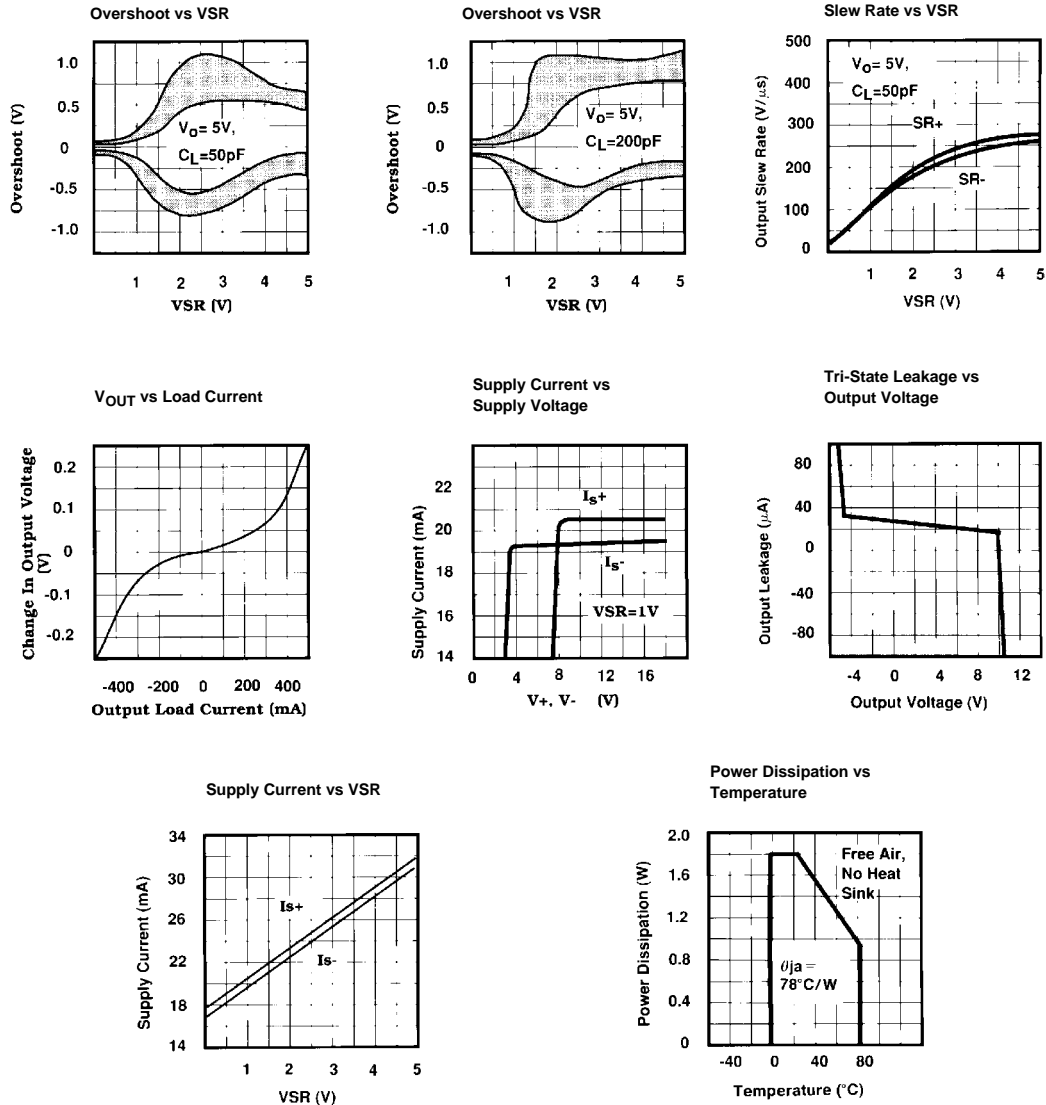 Overshoot vs VSR
Overshoot (V)
1.0
0.5
0
-0.5
-1.0
V_O= 5V,
C_L=50pF
1 2 3 4 5
VSR (V)
Overshoot vs VSR
Overshoot (V)
1.0
0.5
0
-0.5
-1.0
V_O= 5V,
C_L=200pF
1 2 3 4 5
VSR (V)
Slew Rate vs VSR
Output Slew Rate (V/μs)
500
400
300
250
200
100
0
V_O= 5V,
C_L=50pF
SR+
SR-
1 2 3 4 5
VSR (V)
V_OUT vs Load Current
Change In Output Voltage
(V)
0.2
0.1
0
-0.1
-0.2
-400 -200 0 200 400
Output Load Current (mA)
Supply Current vs
Supply Voltage
Supply Current (mA)
22
20
18
16
14
I_S+
I_S-
VSR=1V
0 4 8 12 16
V+, V- (V)
Tri-State Leakage vs
Output Voltage
Output Leakage (μA)
80
40
0
-40
-80
-4 0 4 8 12
Output Voltage (V)
Supply Current vs VSR
Supply Current (mA)
34
30
26
22
18
14
Is+
Is-
1 2 3 4 5
VSR (V)
Power Dissipation vs
Temperature
Power Dissipation (W)
2.0
1.6
1.2
0.8
0.4
0
Free Air,
No Heat
Sink
θja =
78°C/W
-40 0 40 80
Temperature (°C)